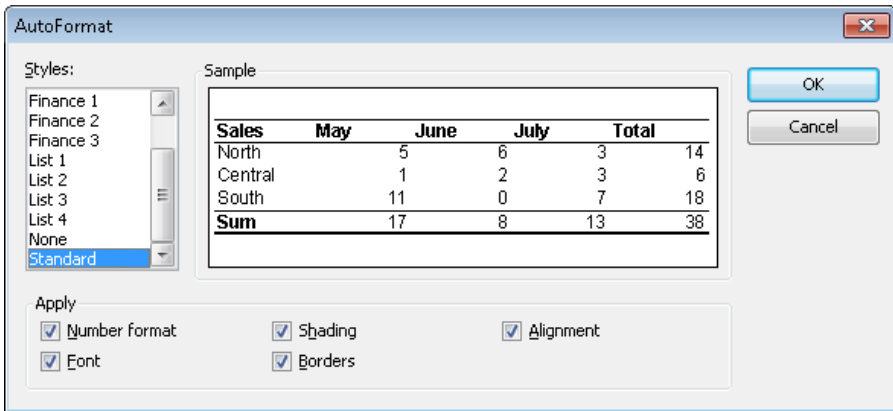 AutoFormat
Styles:
Finance 1
Finance 2
Finance 3
List 1
List 2
List 3
List 4
None
Standard
Sample
Sales May June July Total
North 5 6 3 14
Central 1 2 3 6
South 11 0 7 18
Sum 17 8 13 38
OK
Cancel
Apply
Number format Shading Alignment
Font Borders